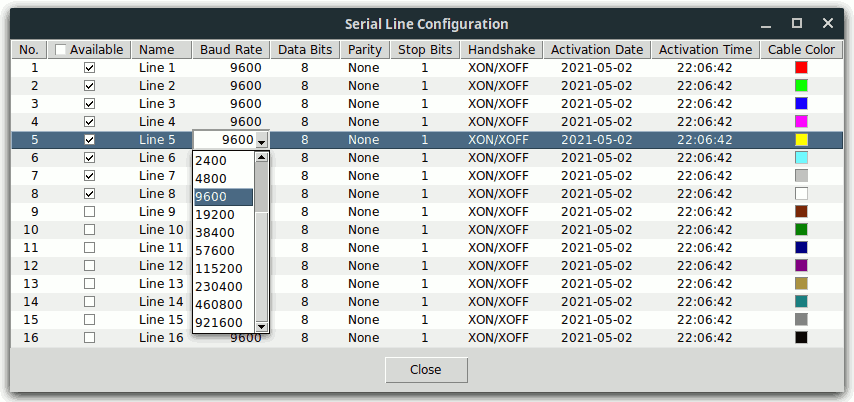 Serial Line Configuration
No. Available Name Baud Rate Data Bits Parity Stop Bits Handshake Activation Date Activation Time Cable Color
1 Line 1 9600 8 None 1 XON/XOFF 2021-05-02 22:06:42
2 Line 2 9600 8 None 1 XON/XOFF 2021-05-02 22:06:42
3 Line 3 9600 8 None 1 XON/XOFF 2021-05-02 22:06:42
4 Line 4 9600 8 None 1 XON/XOFF 2021-05-02 22:06:42
5 Line 5 9600 8 None 1 XON/XOFF 2021-05-02 22:06:42
6 Line 6 2400 8 None 1 XON/XOFF 2021-05-02 22:06:42
7 Line 7 4800 8 None 1 XON/XOFF 2021-05-02 22:06:42
8 Line 8 9600 8 None 1 XON/XOFF 2021-05-02 22:06:42
9 Line 9 19200 8 None 1 XON/XOFF 2021-05-02 22:06:42
10 Line 10 38400 8 None 1 XON/XOFF 2021-05-02 22:06:42
11 Line 11 57600 8 None 1 XON/XOFF 2021-05-02 22:06:42
12 Line 12 115200 8 None 1 XON/XOFF 2021-05-02 22:06:42
13 Line 13 230400 8 None 1 XON/XOFF 2021-05-02 22:06:42
14 Line 14 460800 8 None 1 XON/XOFF 2021-05-02 22:06:42
15 Line 15 921600 8 None 1 XON/XOFF 2021-05-02 22:06:42
16 Line 16 9600 8 None 1 XON/XOFF 2021-05-02 22:06:42
Close